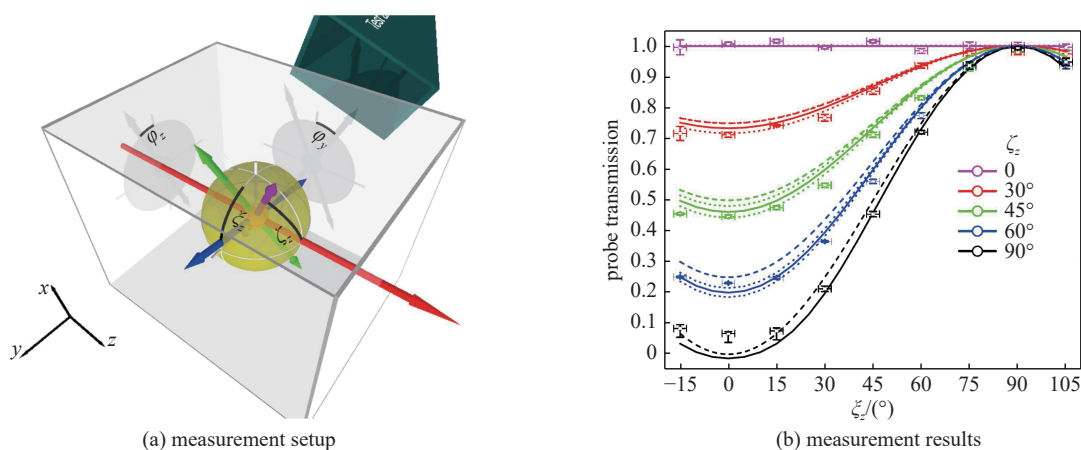 Test
φz
φy
ζz
ξz
x
y
z
(a) measurement setup
probe transmission
1.0
0.9
0.8
0.7
0.6
0.5
0.4
0.3
0.2
0.1
0
−15 0 15 30 45 60 75 90 105
ξz/(°)
ζz
0
30°
45°
60°
90°
(b) measurement results